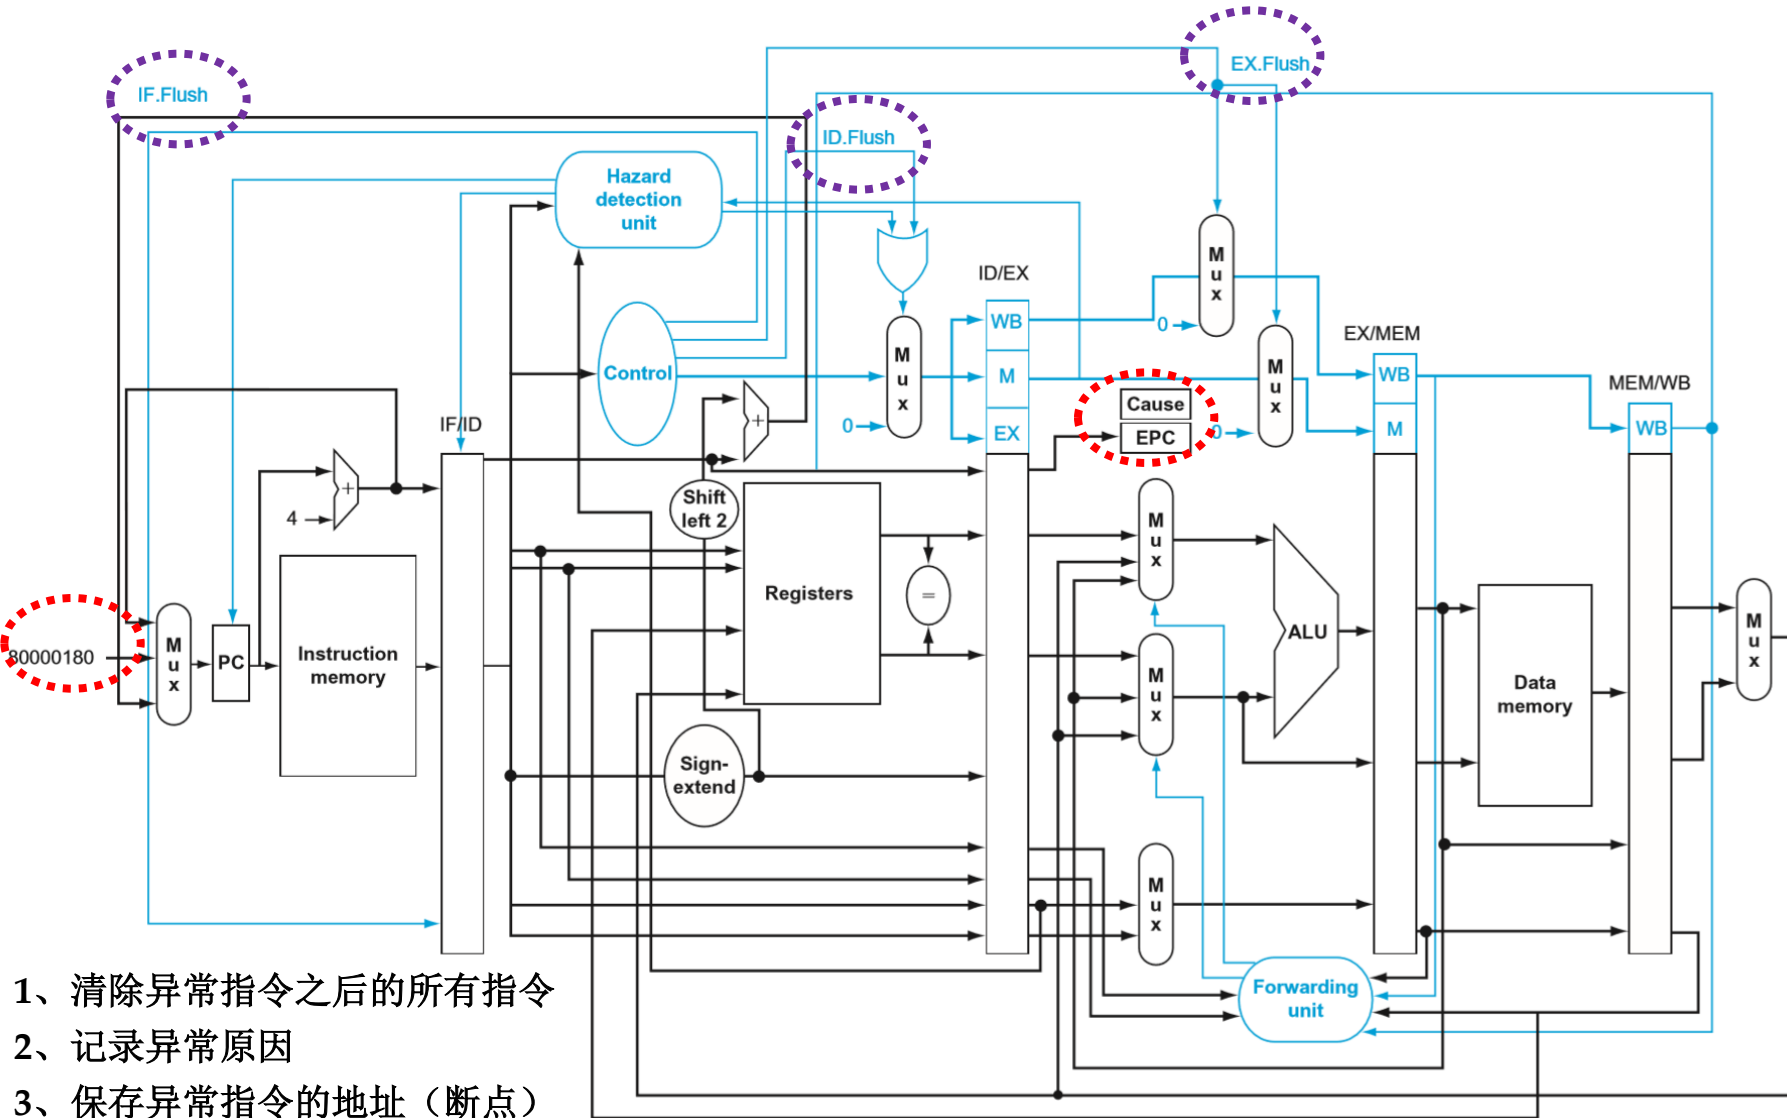 EX.Flush
IF.Flush
ID.Flush
Hazard
detection
unit
M
u
x
ID/EX
0
WB
EX/MEM
M
u
x
M
u
x
Control
M
WB
MEM/WB
Cause
EPC
+
0
EX
0
M
WB
IF/ID
+
4
Shift
left 2
M
u
x
Registers
=
ALU
M
u
x
80000180
M
u
x
PC
Instruction
memory
M
u
x
Data
memory
Sign-
extend
M
u
x
Forwarding
unit
1、清除异常指令之后的所有指令
2、记录异常原因
3、保存异常指令的地址（断点）